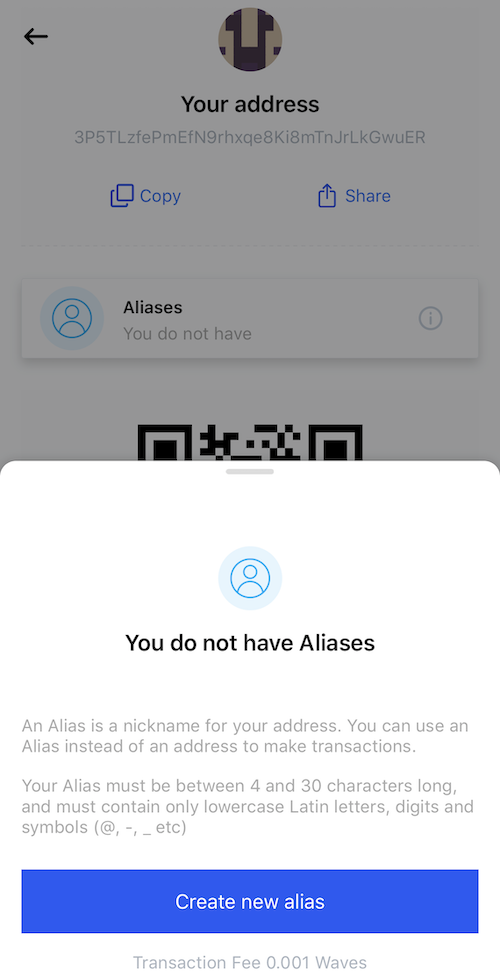 Your address
3P5TLzfePmEfN9rhxqe8Ki8mTnJrLkGwuER
Copy
Share
Aliases
You do not have
You do not have Aliases
An Alias is a nickname for your address. You can use an
Alias instead of an address to make transactions.
Your Alias must be between 4 and 30 characters long,
and must contain only lowercase Latin letters, digits and
symbols (@, -, _ etc)
Create new alias
Transaction Fee 0.001 Waves